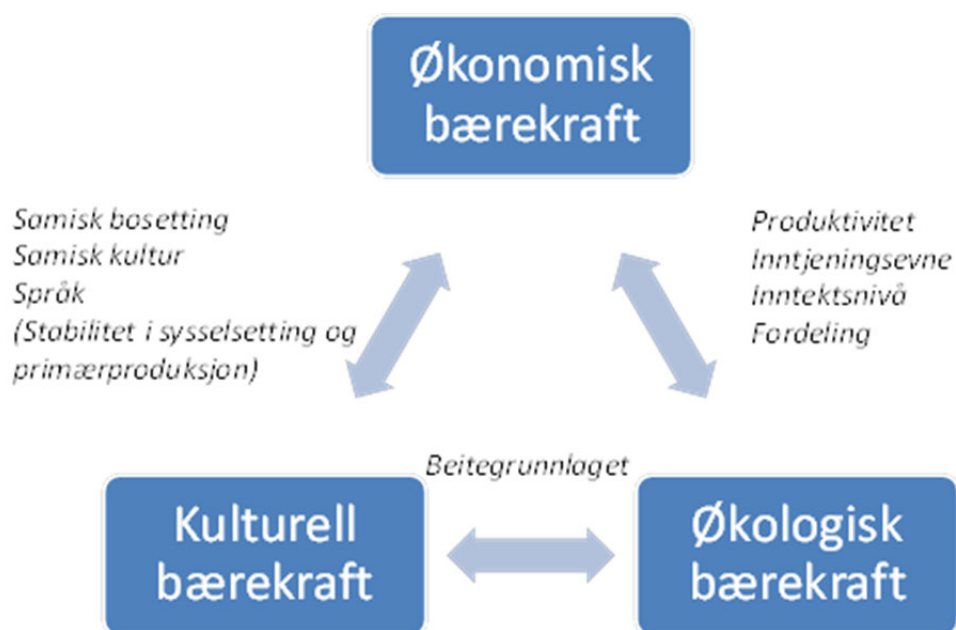 Økonomisk
bærekraft
Samisk bosetting
Samisk kultur
Språk
(Stabilitet i sysselsetting og
primærproduksjon)
Produktivitet
Inntjeningsevne
Inntektsnivå
Fordeling
Beitegrunnlaget
Kulturell
bærekraft
Økologisk
bærekraft